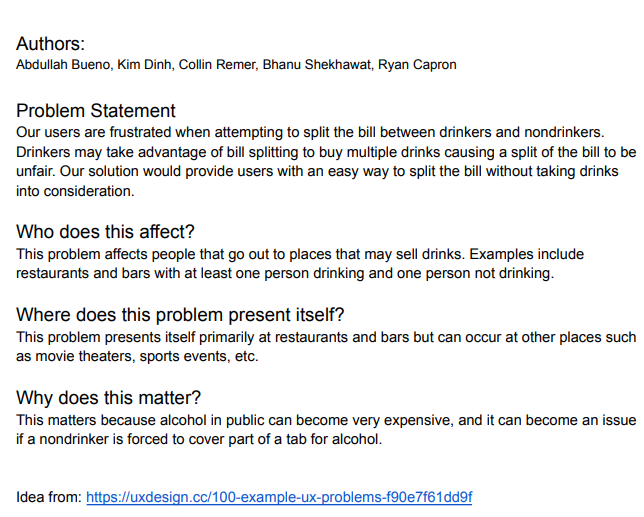 Authors:
Abdullah Bueno, Kim Dinh, Collin Remer, Bhanu Shekhawat, Ryan Capron
Problem Statement
Our users are frustrated when attempting to split the bill between drinkers and nondrinkers.
Drinkers may take advantage of bill splitting to buy multiple drinks causing a split of the bill to be
unfair. Our solution would provide users with an easy way to split the bill without taking drinks
into consideration.
Who does this affect?
This problem affects people that go out to places that may sell drinks. Examples include
restaurants and bars with at least one person drinking and one person not drinking.
Where does this problem present itself?
This problem presents itself primarily at restaurants and bars but can occur at other places such
as movie theaters, sports events, etc.
Why does this matter?
This matters because alcohol in public can become very expensive, and it can become an issue
if a nondrinker is forced to cover part of a tab for alcohol.
Idea from: https://uxdesign.cc/100-example-ux-problems-f90e7f61dd9f